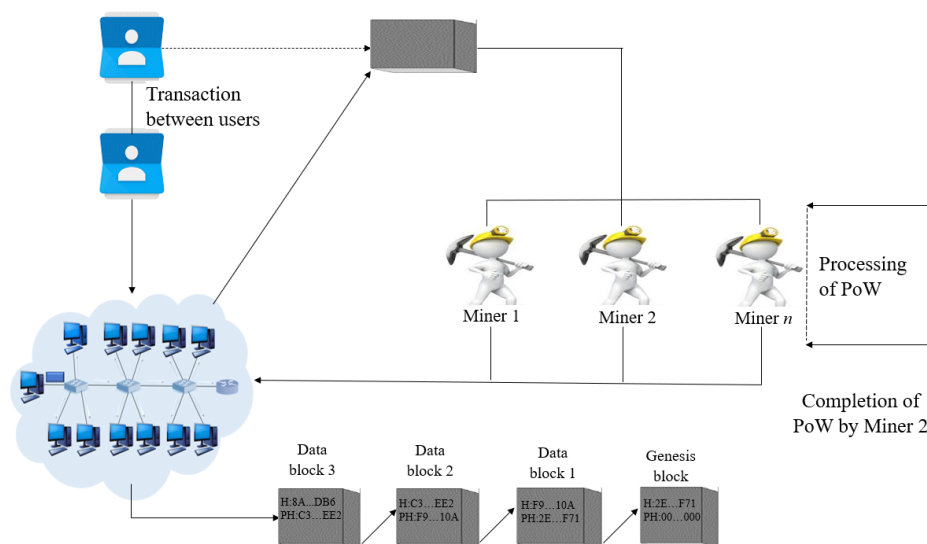 Transaction
between users
Miner 1
Miner 2
Miner n
Processing
of PoW
Completion of
PoW by Miner 2
Data
block 3
Data
block 2
Data
block 1
Genesis
block
H:8A...DB6
PH:C3...EE2
H:C3...EE2
PH:F9...10A
H:F9...10A
PH:2E...F71
H:2E...F71
PH:00...000